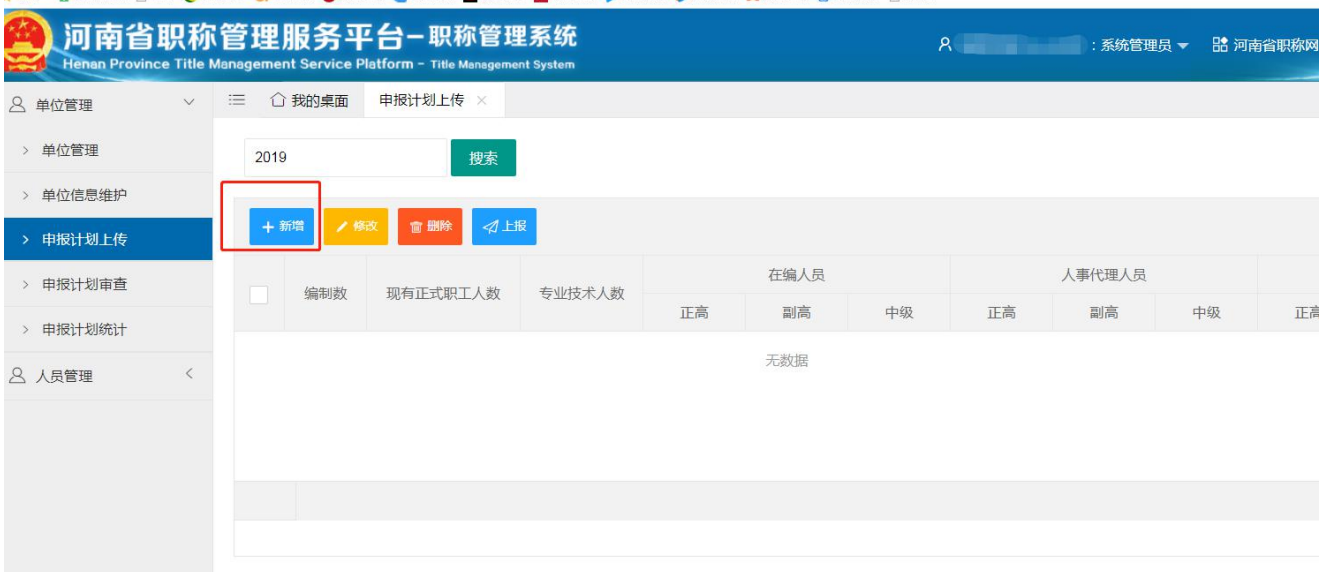 河南省职称管理服务平台-职称管理系统
Henan Province Title Management Service Platform - Title Management System
: 系统管理员
河南省职称网
单位管理
我的桌面
申报计划上传
单位管理
单位信息维护
申报计划上传
申报计划审查
申报计划统计
人员管理
2019
搜索
新增
修改
删除
上报
编制数
现有正式职工人数
专业技术人数
在编人员
人事代理人员
正高
副高
中级
正高
副高
中级
正高
无数据